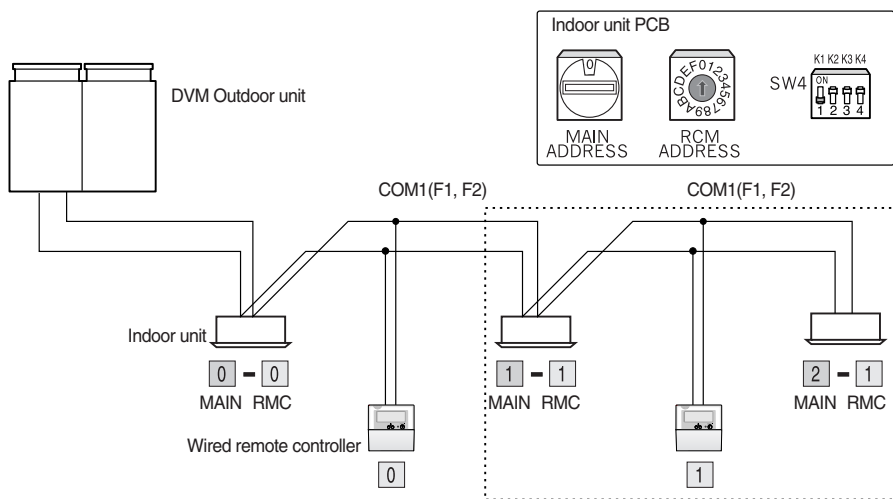 Indoor unit PCB
K1 K2 K3 K4
DVM Outdoor unit
0
DEF0123456789ABC
SW4
ON
1 2 3 4
MAIN
ADDRESS
RCM
ADDRESS
COM1(F1, F2)
COM1(F1, F2)
Indoor unit
0 - 0
1 - 1
2 - 1
MAIN RMC
MAIN RMC
MAIN RMC
Wired remote controller
0
1